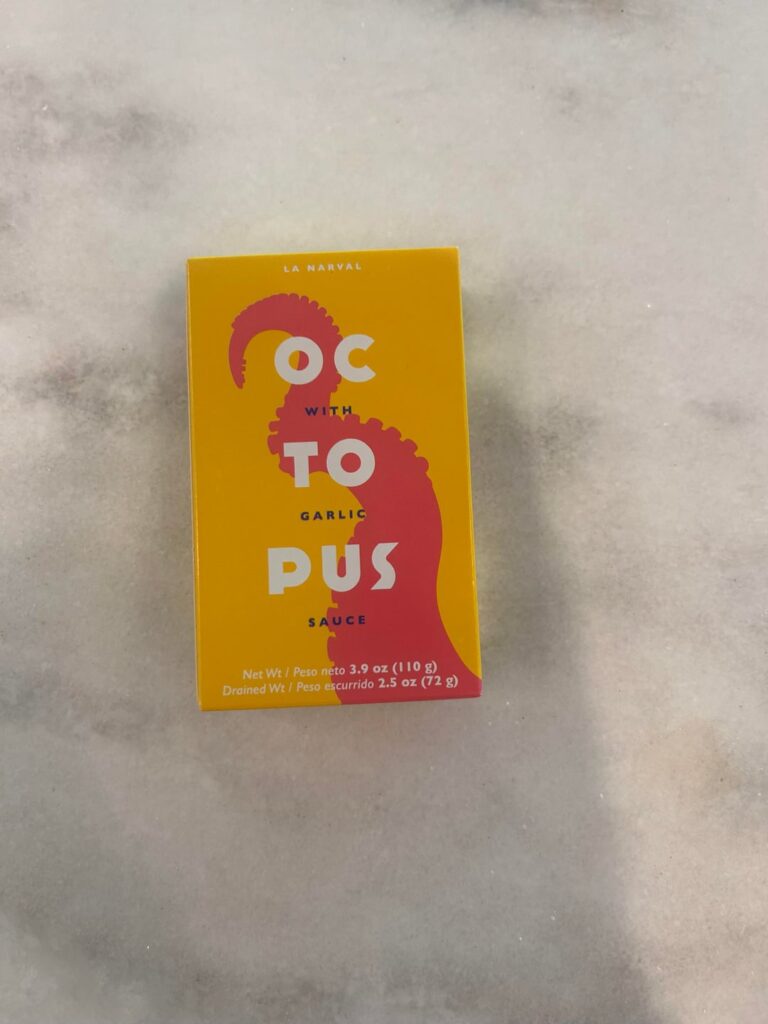 LA NARVAL
OC
WITH
TO
GARLIC
PUS
SAUCE
Net Wt / Peso neto 3.9 oz (110 g)
Drained Wt / Peso escurrido 2.5 oz (72 g)